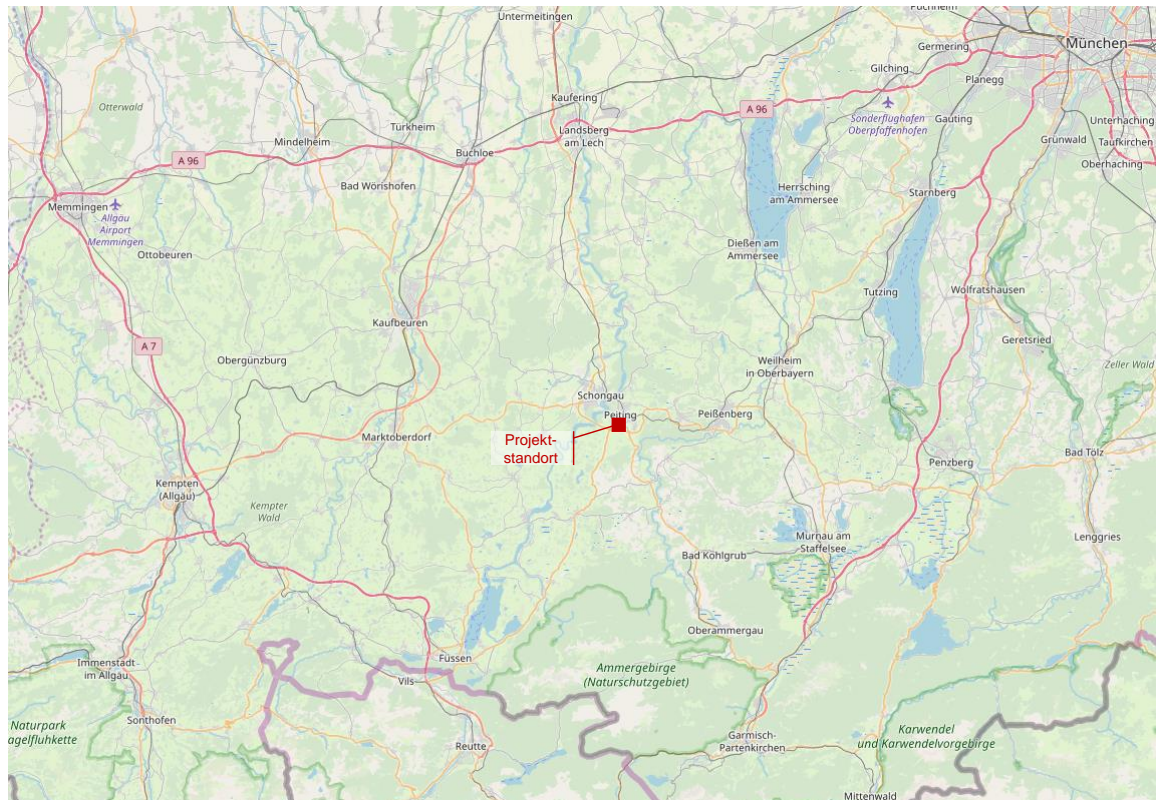 Untermeitingen
Puchheim
München
Germering
Gilching
Planegg
Otterwald
Kaufering
A 96
Sonderflughafen
Oberpfaffenhofen
Gauting
Unterhaching
Türkheim
Landsberg
am Lech
Mindelheim
Grünwald
Taufkirchen
Buchloe
A 96
Oberhaching
Bad Wörishofen
Herrsching
am Ammersee
Starnberg
Memmingen
Allgäu
Airport
Memmingen
Dießen am
Ammersee
Ottobeuren
Tutzing
Wolfratshausen
Kaufbeuren
A 7
Geretsried
Obergünzburg
Weilheim
in Oberbayern
Zeller Wald
Schongau
Peiting
Peißenberg
Marktoberdorf
Projekt-
standort
Bad Tölz
Penzberg
Kempten
(Allgäu)
Kempter
Wald
Murnau am
Staffelsee
Lenggries
Bad Kohlgrub
Oberammergau
Immenstadt
im Allgäu
Füssen
Vils
Ammergebirge
(Naturschutzgebiet)
Sonthofen
Naturpark
agelfluhkette
Reutte
Garmisch-
Partenkirchen
Karwendel
und Karwendelvorgebirge
Mittenwald